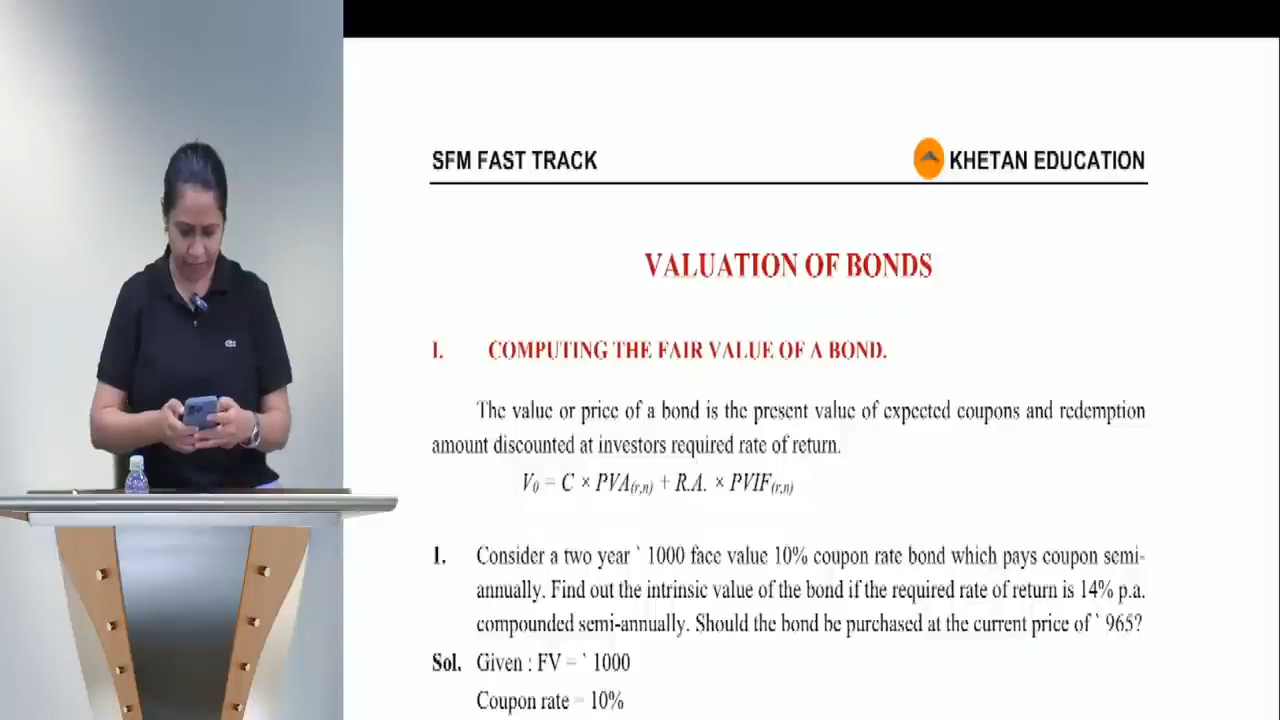 SFM FAST TRACK
KHETAN EDUCATION
VALUATION OF BONDS
I. COMPUTING THE FAIR VALUE OF A BOND.
The value or price of a bond is the present value of expected coupons and redemption
amount discounted at investors required rate of return.
V₀ = C × PVA(r,n) + R.A. × PVIF(r,n)
1. Consider a two year ` 1000 face value 10% coupon rate bond which pays coupon semi-
annually. Find out the intrinsic value of the bond if the required rate of return is 14% p.a.
compounded semi-annually. Should the bond be purchased at the current price of ` 965?
Sol. Given : FV = ` 1000
Coupon rate = 10%